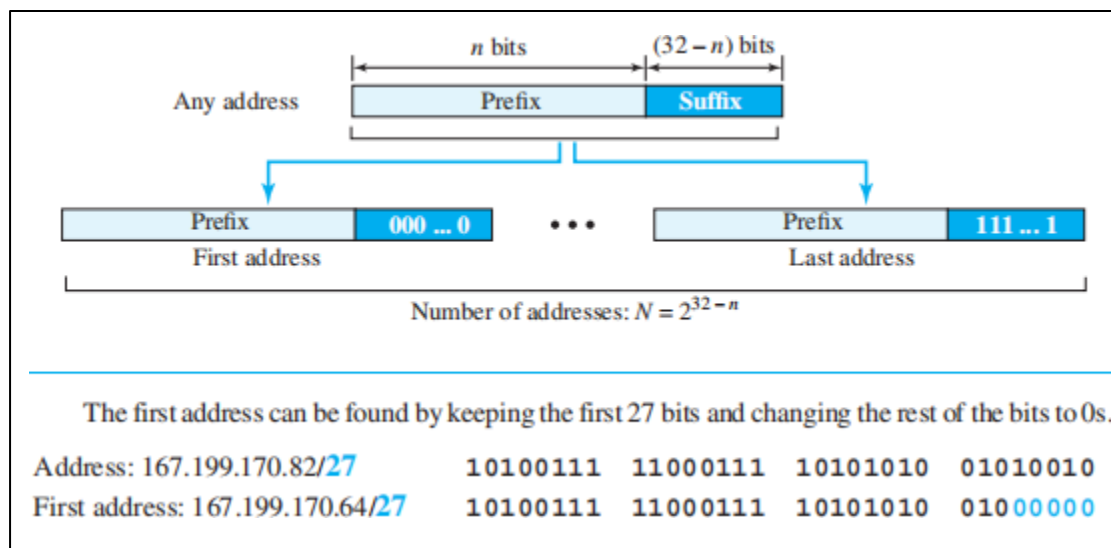 n bits (32 – n) bits
Any address Prefix Suffix
Prefix 000 ... 0 • • • Prefix 111 ... 1
First address Last address
Number of addresses: N = 2^{32 – n}
The first address can be found by keeping the first 27 bits and changing the rest of the bits to 0s.
Address: 167.199.170.82/27 10100111 11000111 10101010 01010010
First address: 167.199.170.64/27 10100111 11000111 10101010 01000000